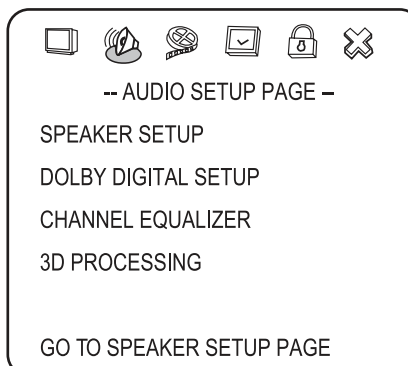 -- AUDIO SETUP PAGE –
SPEAKER SETUP
DOLBY DIGITAL SETUP
CHANNEL EQUALIZER
3D PROCESSING
GO TO SPEAKER SETUP PAGE